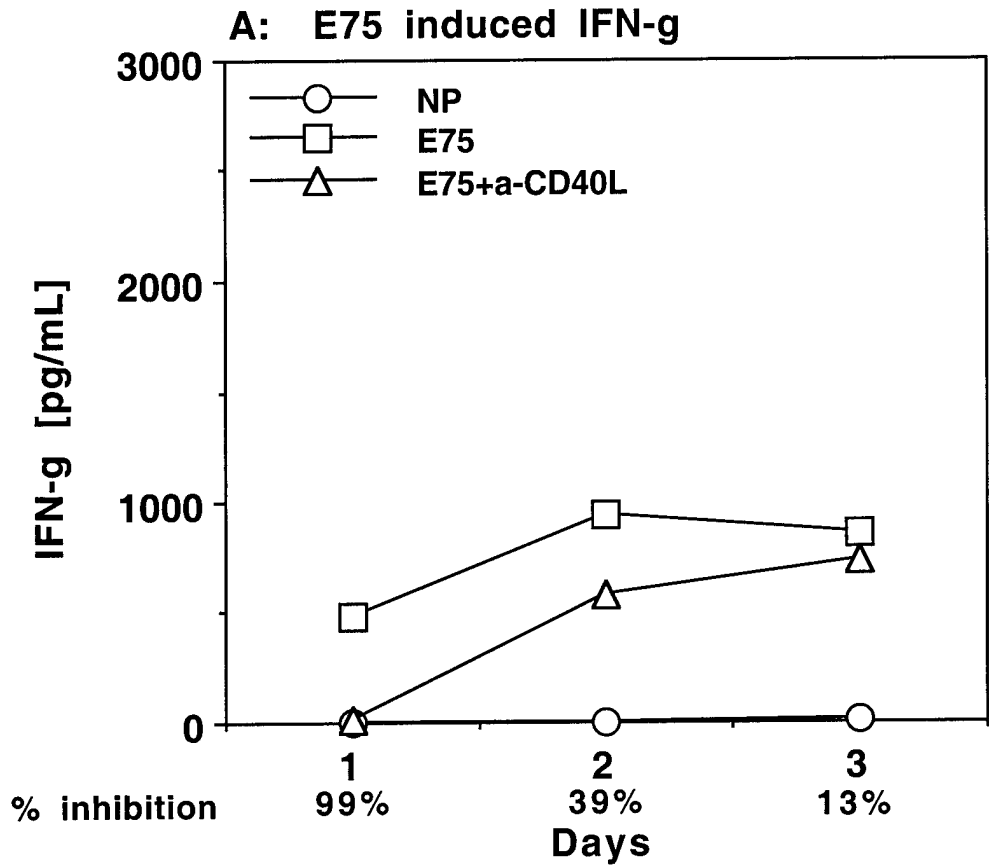 A: E75 induced IFN-g
3000
NP
E75
E75+a-CD40L
2000
IFN-g [pg/mL]
1000
0
1 2 3
% inhibition 99% 39% 13%
Days